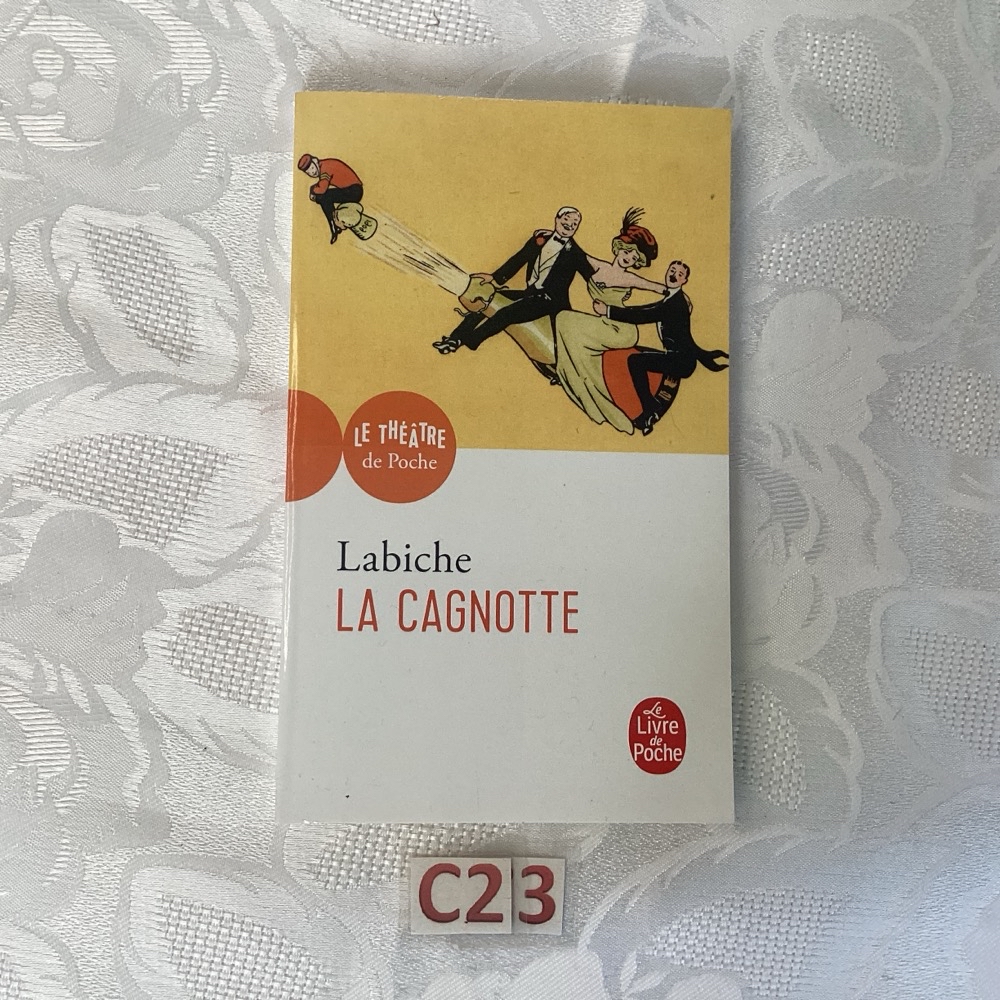 LE THÉÂTRE
de Poche
Labiche
LA CAGNOTTE
Le
Livre
de
Poche
C23